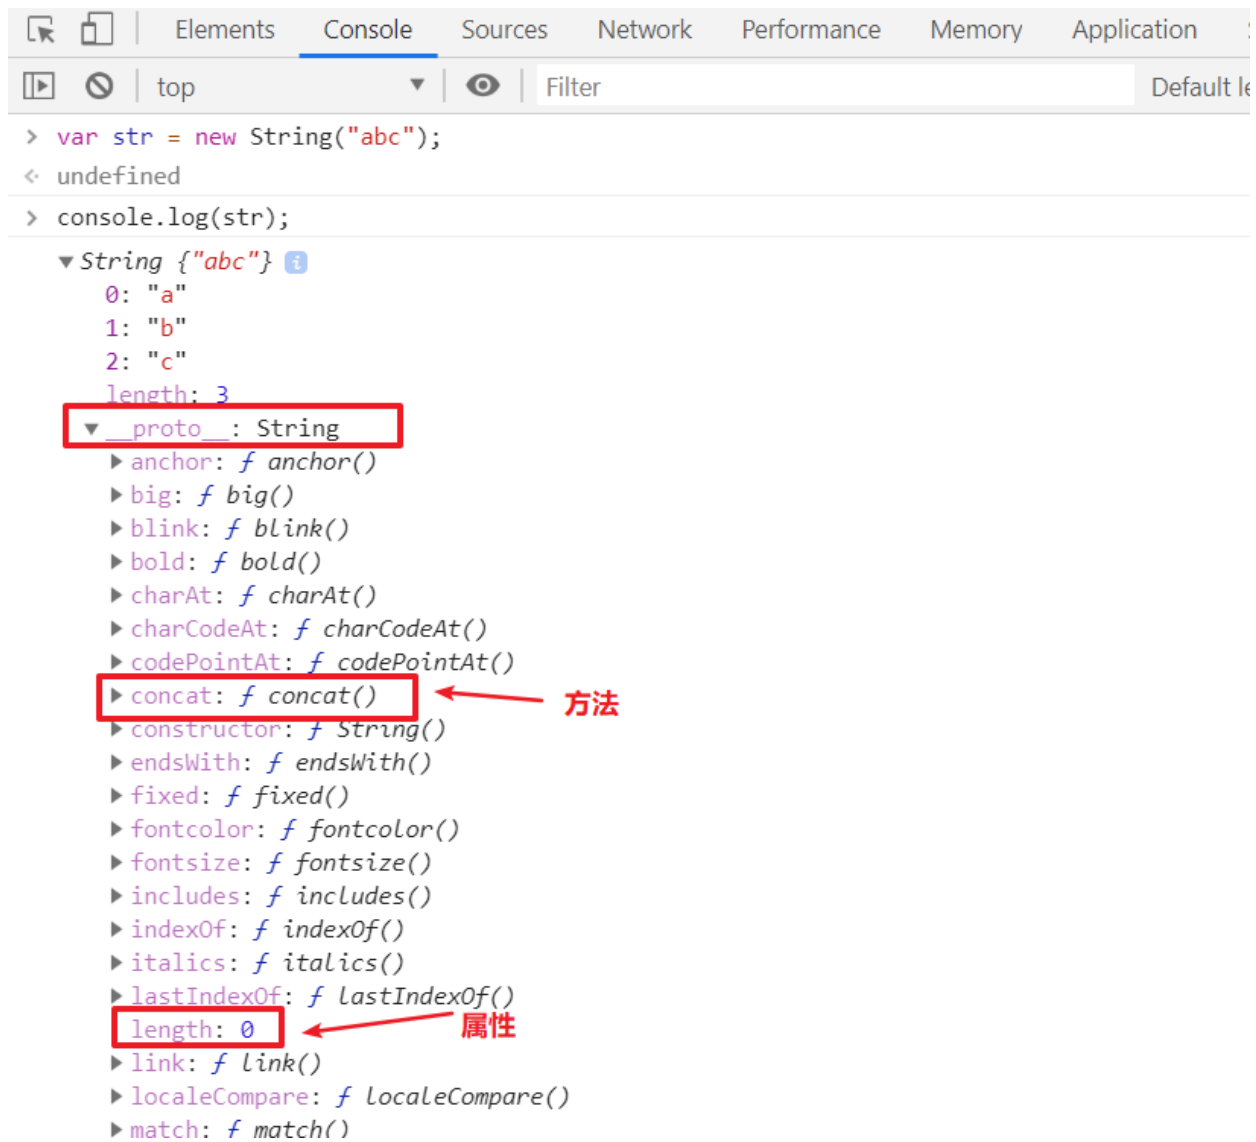 Elements Console Sources Network Performance Memory Application
top Filter Default le
> var str = new String("abc");
undefined
> console.log(str);
String {"abc"} i
0: "a"
1: "b"
2: "c"
length: 3
__proto__: String
anchor: ƒ anchor()
big: ƒ big()
blink: ƒ blink()
bold: ƒ bold()
charAt: ƒ charAt()
charCodeAt: ƒ charCodeAt()
codePointAt: ƒ codePointAt()
concat: ƒ concat() 方法
constructor: ƒ String()
endsWith: ƒ endsWith()
fixed: ƒ fixed()
fontcolor: ƒ fontcolor()
fontsize: ƒ fontsize()
includes: ƒ includes()
indexOf: ƒ indexOf()
italics: ƒ italics()
lastIndexOf: ƒ lastIndexOf()
length: 0 属性
link: ƒ link()
localeCompare: ƒ localeCompare()
match: ƒ match()